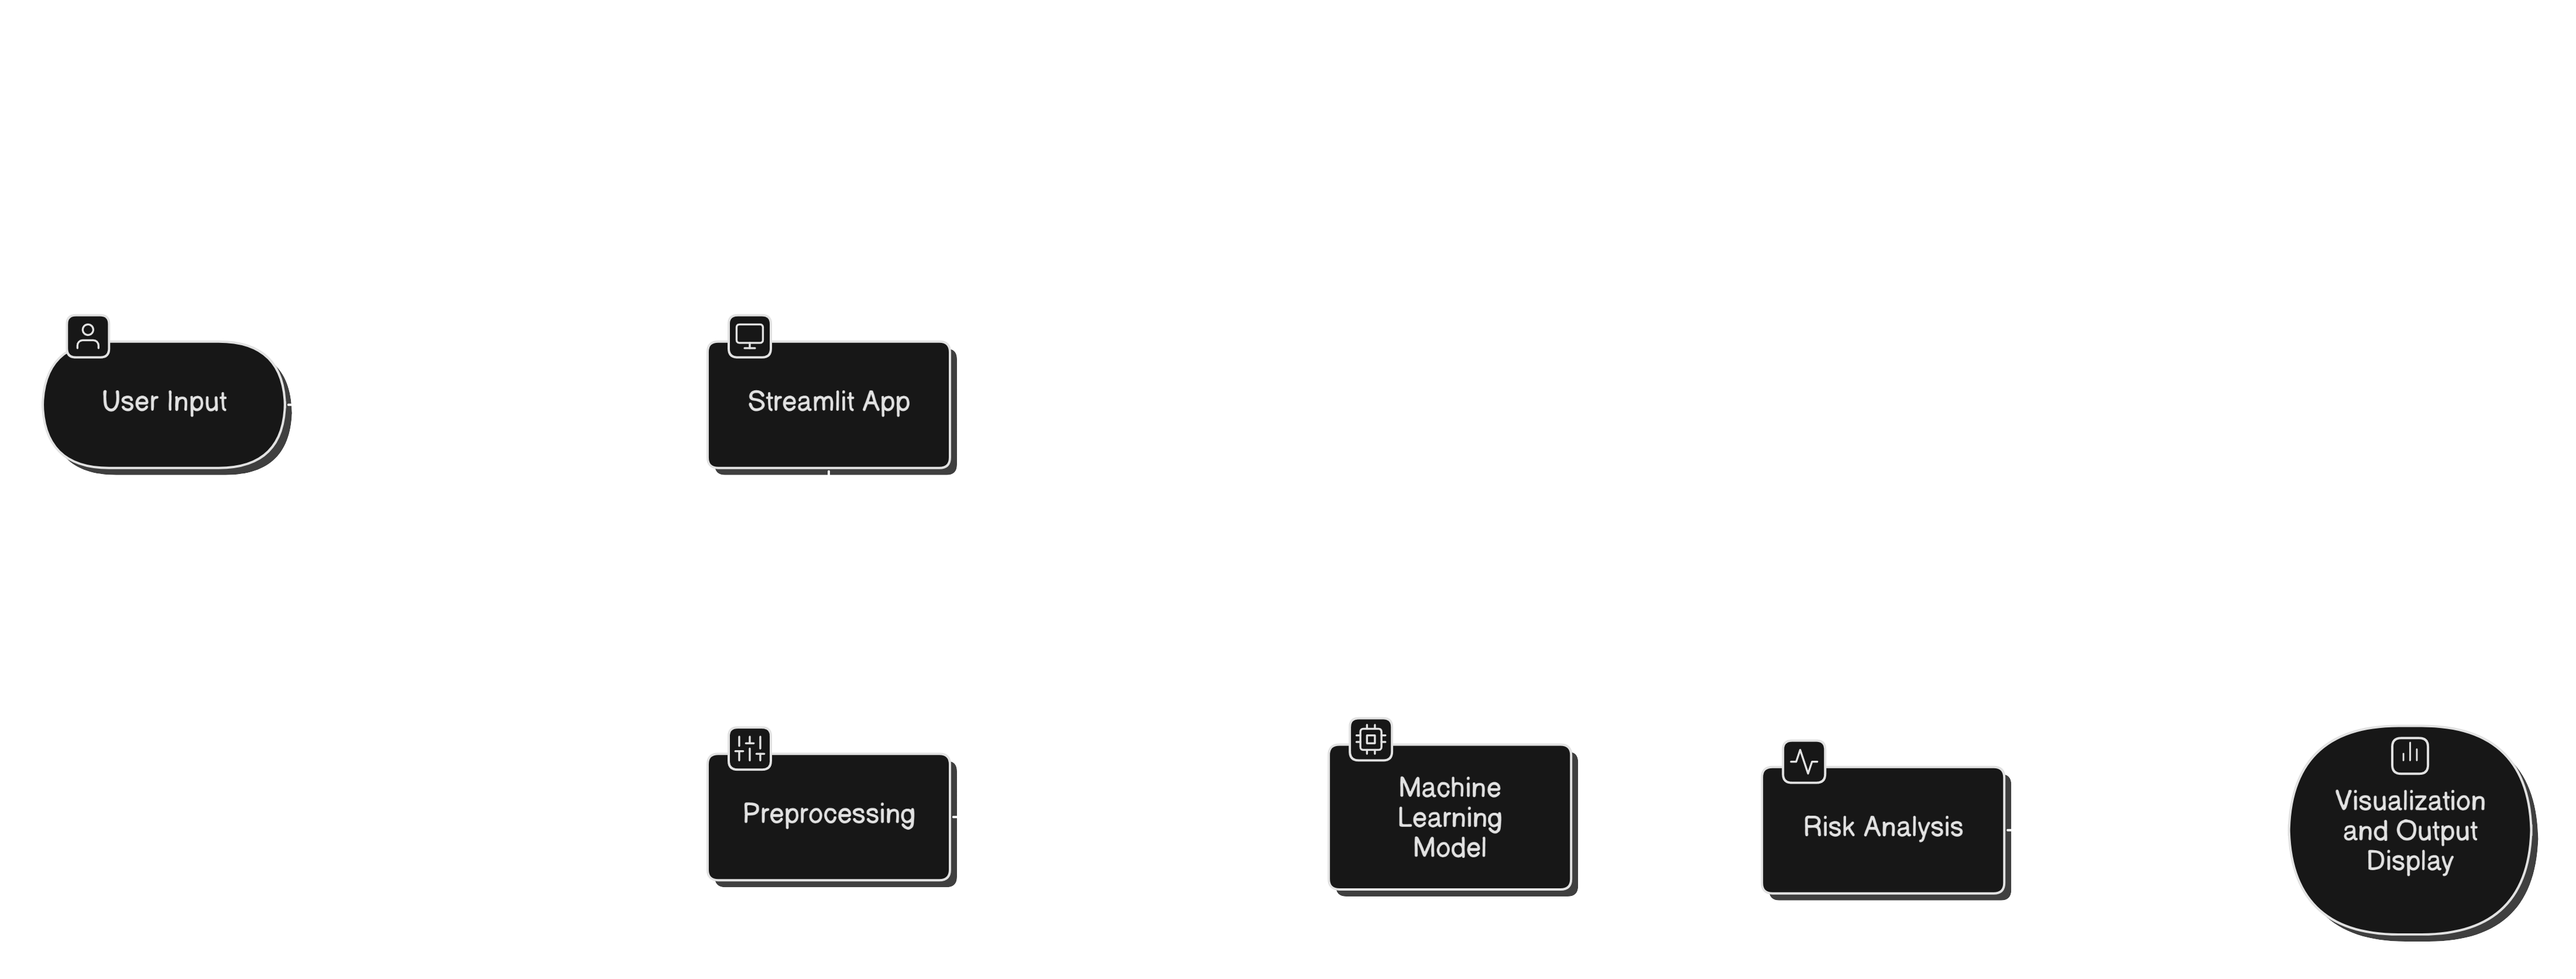 User Input
Streamlit App
Preprocessing
Machine
Learning
Model
Risk Analysis
Visualization
and Output
Display